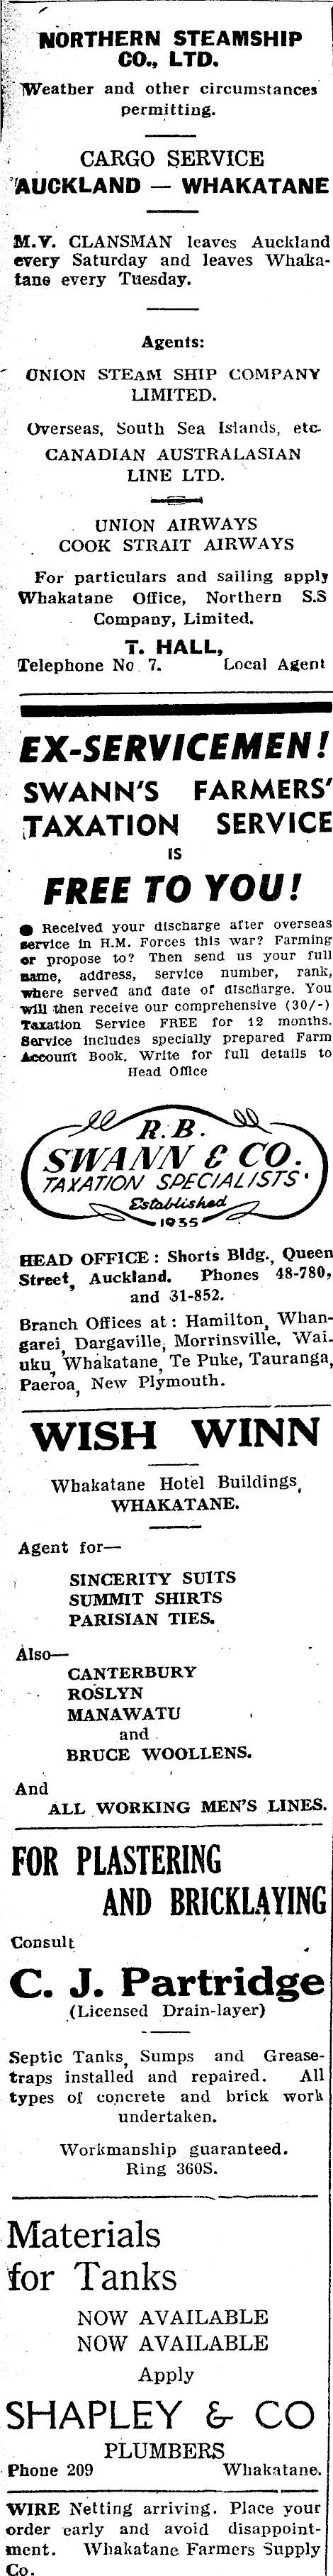 NORTHERN STEAMSHIP
CO., LTD.
Weather and other circumstances
permitting.
CARGO SERVICE
AUCKLAND — WHAKATANE
M.V. CLANSMAN leaves Auckland
every Saturday and leaves Whaka-
tane every Tuesday.
Agents:
UNION STEAM SHIP COMPANY
LIMITED.
Overseas, South Sea Islands, etc.
CANADIAN AUSTRALASIAN
LINE LTD.
UNION AIRWAYS
COOK STRAIT AIRWAYS
For particulars and sailing apply
Whakatane Office, Northern S.S
Company, Limited.
T. HALL,
Telephone No 7. Local Agent
EX-SERVICEMEN!
SWANN'S FARMERS'
TAXATION SERVICE
IS
FREE TO YOU!
● Received your discharge after overseas
service in H.M. Forces this war? Farming
or propose to? Then send us your full
name, address, service number, rank,
where served and date of discharge. You
will then receive our comprehensive (30/-)
Taxation Service FREE for 12 months.
Service includes specially prepared Farm
Account Book. Write for full details to
Head Office
R.B.
SWANN & CO.
TAXATION SPECIALISTS
Established
1935
HEAD OFFICE: Shorts Bldg., Queen
Street, Auckland. Phones 48-780,
and 31-852.
Branch Offices at: Hamilton, Whan-
garei, Dargaville, Morrinsville, Wai-
uku, Whakatane, Te Puke, Tauranga,
Paeroa, New Plymouth.
WISH WINN
Whakatane Hotel Buildings,
WHAKATANE.
Agent for—
SINCERITY SUITS
SUMMIT SHIRTS
PARISIAN TIES.
Also—
CANTERBURY
ROSLYN
MANAWATU
and
BRUCE WOOLLENS.
And
ALL WORKING MEN'S LINES.
FOR PLASTERING
AND BRICKLAYING
Consult
C. J. Partridge
(Licensed Drain-layer)
Septic Tanks, Sumps and Grease-
traps installed and repaired. All
types of concrete and brick work
undertaken.
Workmanship guaranteed.
Ring 360S.
Materials
for Tanks
NOW AVAILABLE
NOW AVAILABLE
Apply
SHAPLEY & CO
PLUMBERS
Phone 209 Whakatane.
WIRE Netting arriving. Place your
order early and avoid disappoint-
ment. Whakatane Farmers Supply
Co.